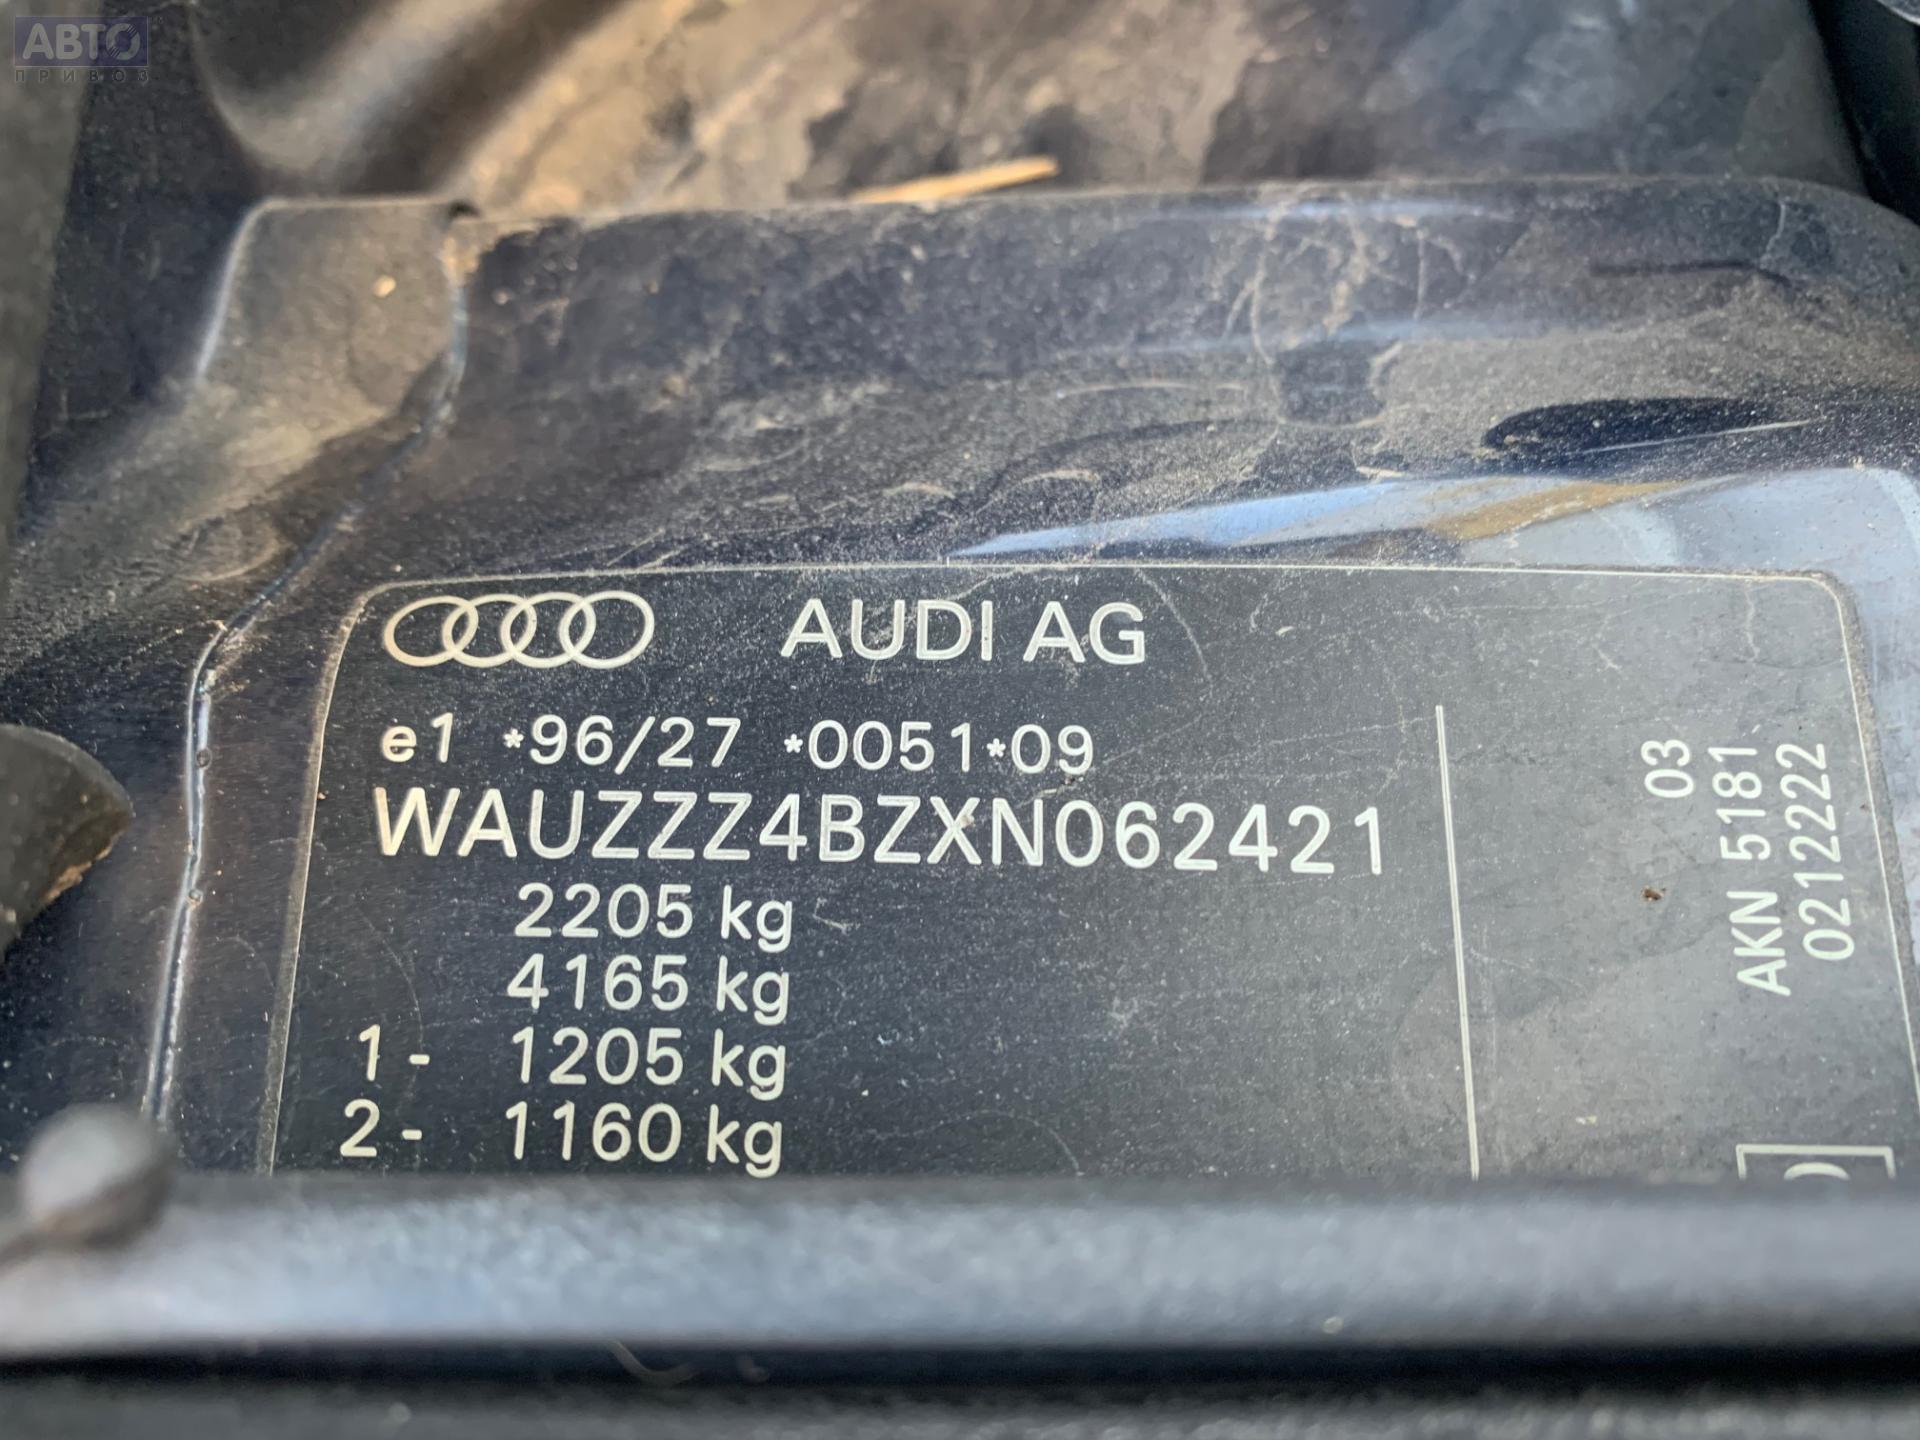 АВТО
ПРИВОЗ
AUDI AG
e1 *96/27 *0051*09
WAUZZZ4BZXN062421
2205 kg
4165 kg
1- 1205 kg
2- 1160 kg
03
AKN 5181
02122222